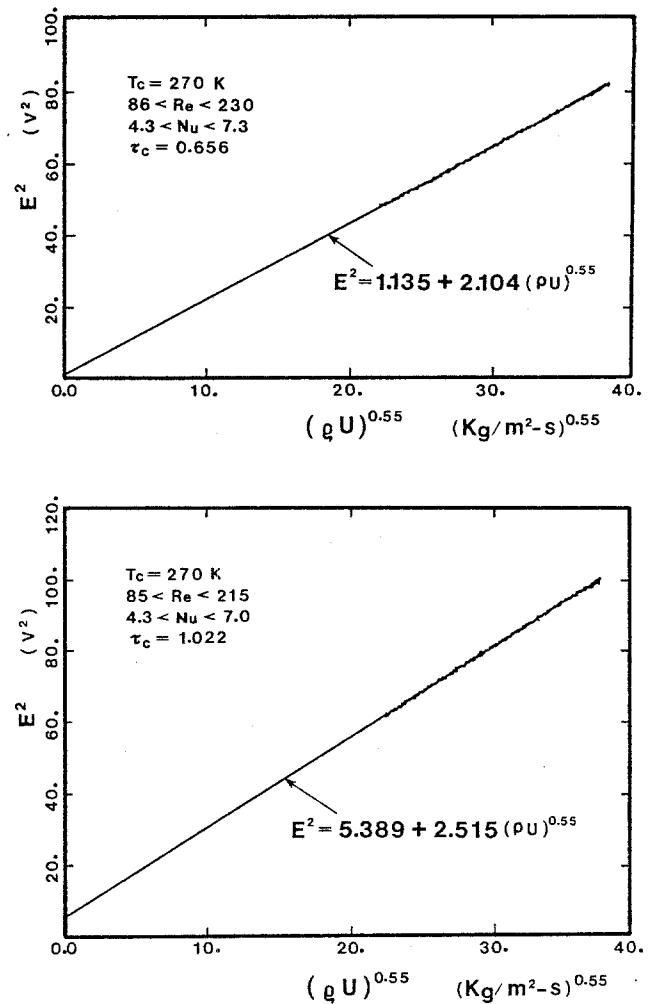 100.
80.
60.
40.
20.
E² (V²)
Tc = 270 K
86 < Re < 230
4.3 < Nu < 7.3
τc = 0.656
E² = 1.135 + 2.104 (ρU)^0.55
0.0 10. 20. 30. 40.
(ϱU)^0.55 (Kg/m²-s)^0.55
120.
100.
80.
60.
40.
20.
E² (V²)
Tc = 270 K
85 < Re < 215
4.3 < Nu < 7.0
τc = 1.022
E² = 5.389 + 2.515 (ρU)^0.55
0.0 10. 20. 30. 40.
(ϱU)^0.55 (Kg/m²-s)^0.55